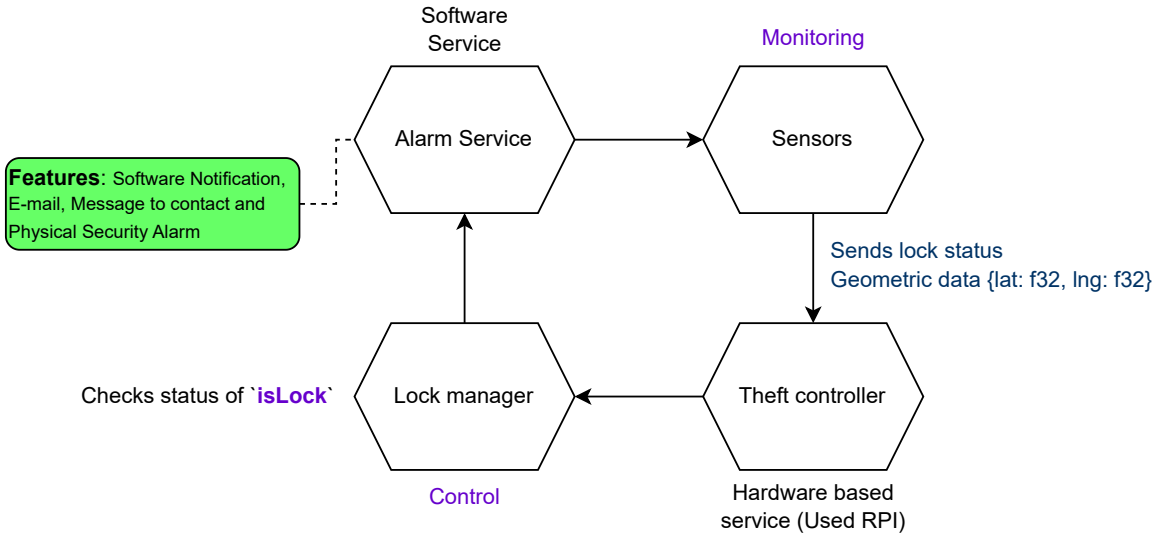 Software
Service
Monitoring
Alarm Service
Sensors
Features: Software Notification,
E-mail, Message to contact and
Physical Security Alarm
Sends lock status
Geometric data {lat: f32, lng: f32}
Checks status of `isLock`
Lock manager
Theft controller
Control
Hardware based
service (Used RPI)